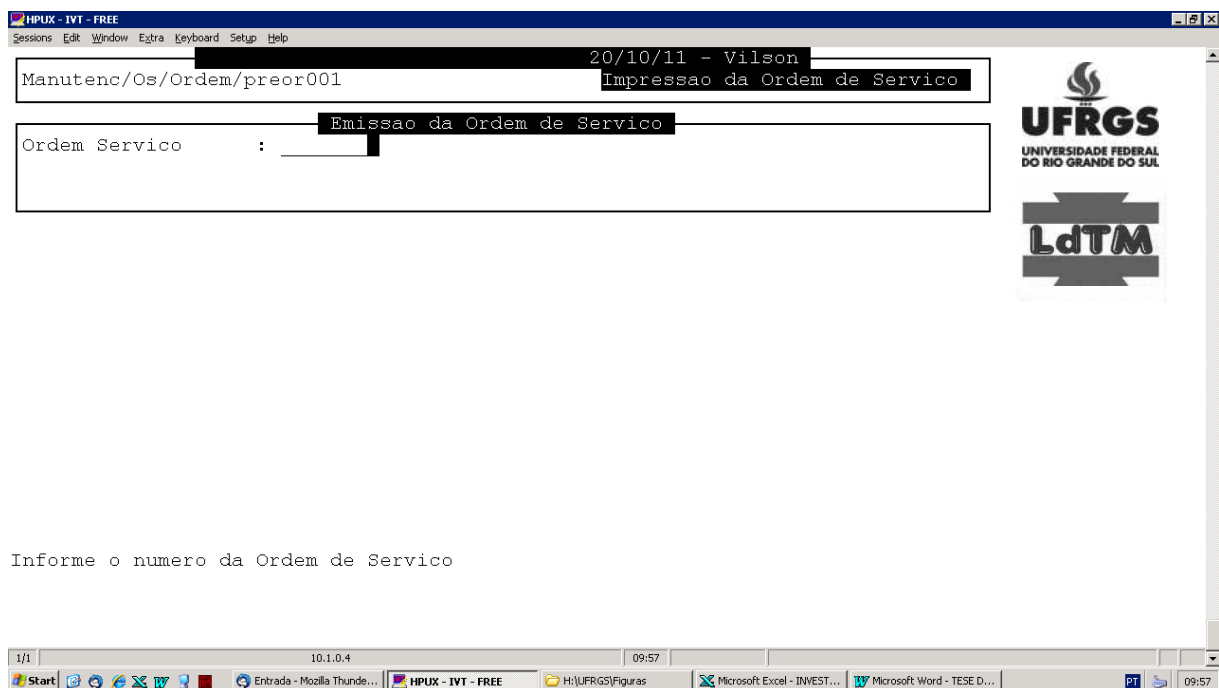 HPUX - IVT - FREE
Sessions Edit Window Extra Keyboard Setup Help
20/10/11 - Vilson
Manutenc/Os/Ordem/preor001 Impressao da Ordem de Servico
Emissao da Ordem de Servico
Ordem Servico :
UFRGS
UNIVERSIDADE FEDERAL
DO RIO GRANDE DO SUL
LdTM
Informe o numero da Ordem de Servico
1/1 10.1.0.4 09:57
Start Entrada - Mozilla Thunde... HPUX - IVT - FREE H:\UFRGS\Figuras Microsoft Excel - INVEST... Microsoft Word - TESE D... PT 09:57